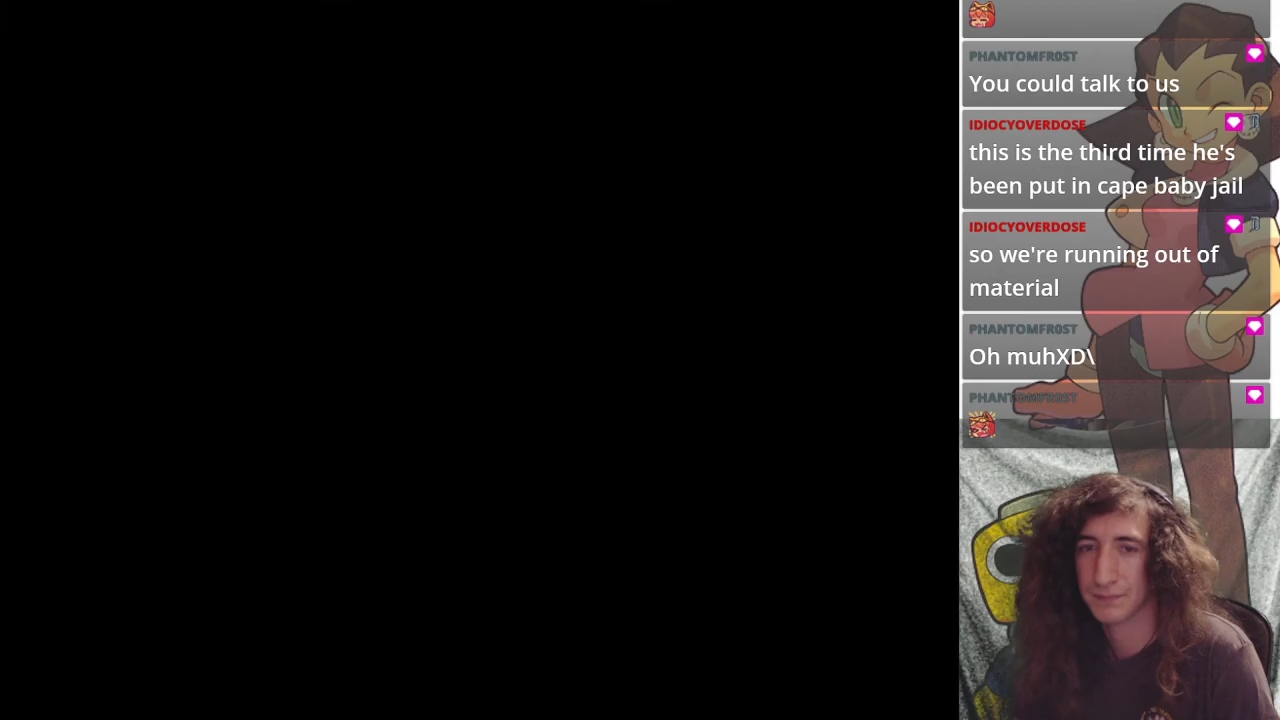 PHANTOMFR0ST
You could talk to us
IDIOCYOVERDOSE
this is the third time he's
been put in cape baby jail
IDIOCYOVERDOSE
so we're running out of
material
PHANTOMFR0ST
Oh muhXD\
PHANTOMFR0ST